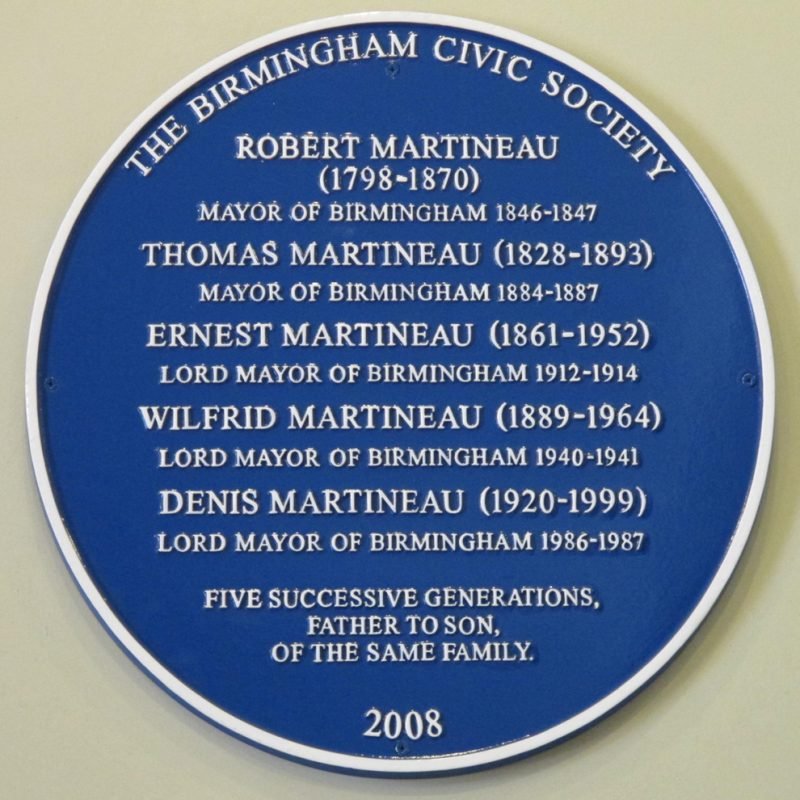 THE BIRMINGHAM CIVIC SOCIETY
ROBERT MARTINEAU
(1798-1870)
MAYOR OF BIRMINGHAM 1846-1847
THOMAS MARTINEAU (1828-1893)
MAYOR OF BIRMINGHAM 1884-1887
ERNEST MARTINEAU (1861-1952)
LORD MAYOR OF BIRMINGHAM 1912-1914
WILFRID MARTINEAU (1889-1964)
LORD MAYOR OF BIRMINGHAM 1940-1941
DENIS MARTINEAU (1920-1999)
LORD MAYOR OF BIRMINGHAM 1986-1987
FIVE SUCCESSIVE GENERATIONS,
FATHER TO SON,
OF THE SAME FAMILY.
2008